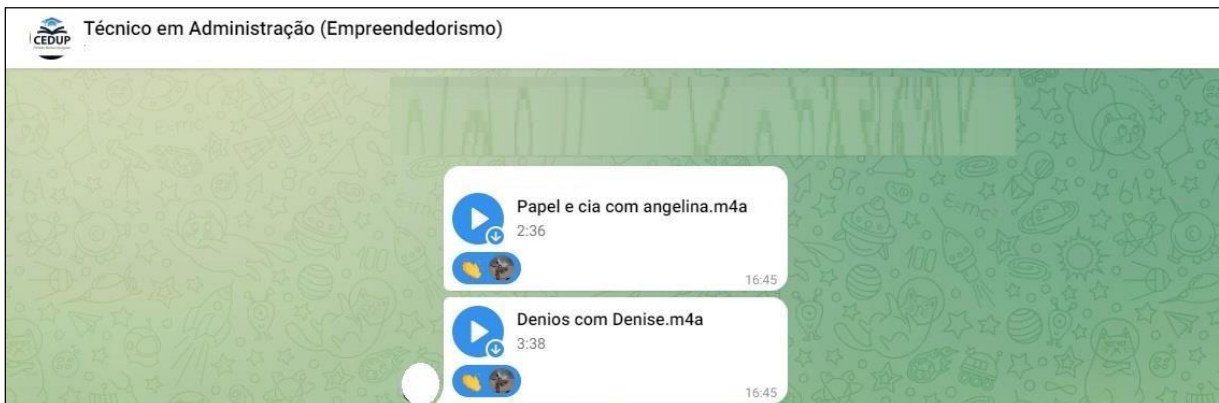 Técnico em Administração (Empreendedorismo)
CEDUP
Papel e cia com angelina.m4a
2:36
16:45
Denios com Denise.m4a
3:38
16:45